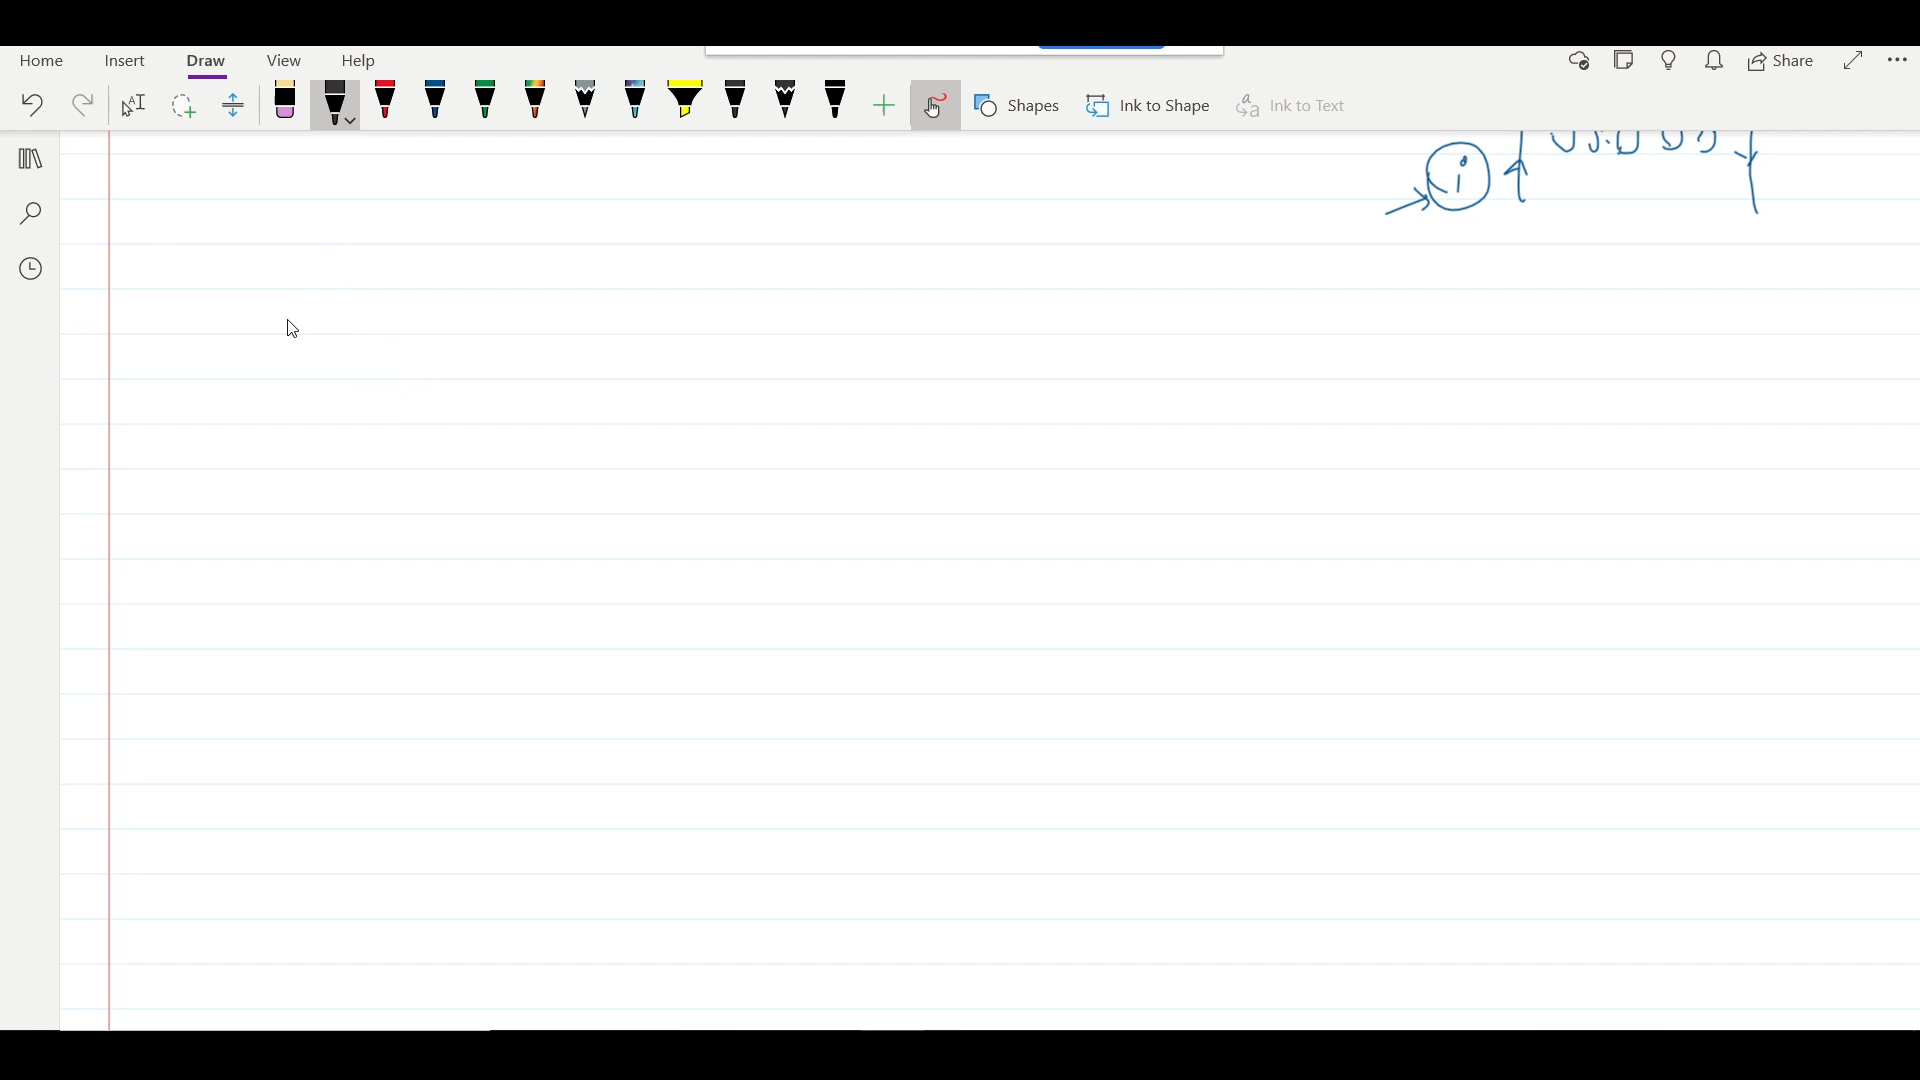 Home Insert Draw View Help Share
Shapes Ink to Shape Ink to Text
i